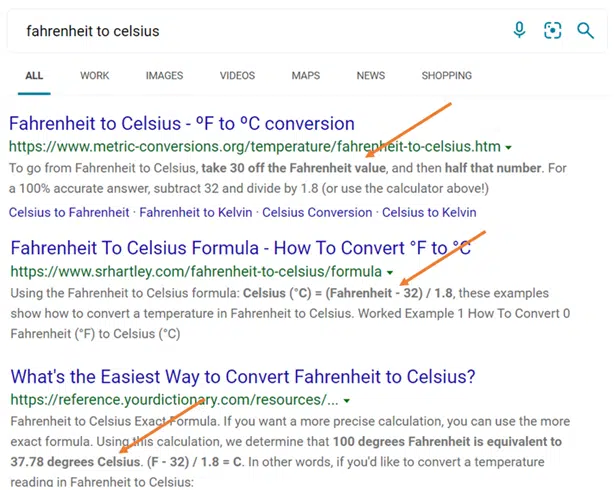 fahrenheit to celsius
ALL WORK IMAGES VIDEOS MAPS NEWS SHOPPING
Fahrenheit to Celsius - ºF to ºC conversion
https://www.metric-conversions.org/temperature/fahrenheit-to-celsius.htm
To go from Fahrenheit to Celsius, take 30 off the Fahrenheit value, and then half that number. For
a 100% accurate answer, subtract 32 and divide by 1.8 (or use the calculator above!)
Celsius to Fahrenheit · Fahrenheit to Kelvin · Celsius Conversion · Celsius to Kelvin
Fahrenheit To Celsius Formula - How To Convert °F to °C
https://www.srhartley.com/fahrenheit-to-celsius/formula
Using the Fahrenheit to Celsius formula: Celsius (°C) = (Fahrenheit - 32) / 1.8, these examples
show how to convert a temperature in Fahrenheit to Celsius. Worked Example 1 How To Convert 0
Fahrenheit (°F) to Celsius (°C)
What's the Easiest Way to Convert Fahrenheit to Celsius?
https://reference.yourdictionary.com/resources/...
Fahrenheit to Celsius Exact Formula. If you want a more precise calculation, you can use the more
exact formula. Using this calculation, we determine that 100 degrees Fahrenheit is equivalent to
37.78 degrees Celsius. (F - 32) / 1.8 = C. In other words, if you'd like to convert a temperature
reading in Fahrenheit to Celsius: